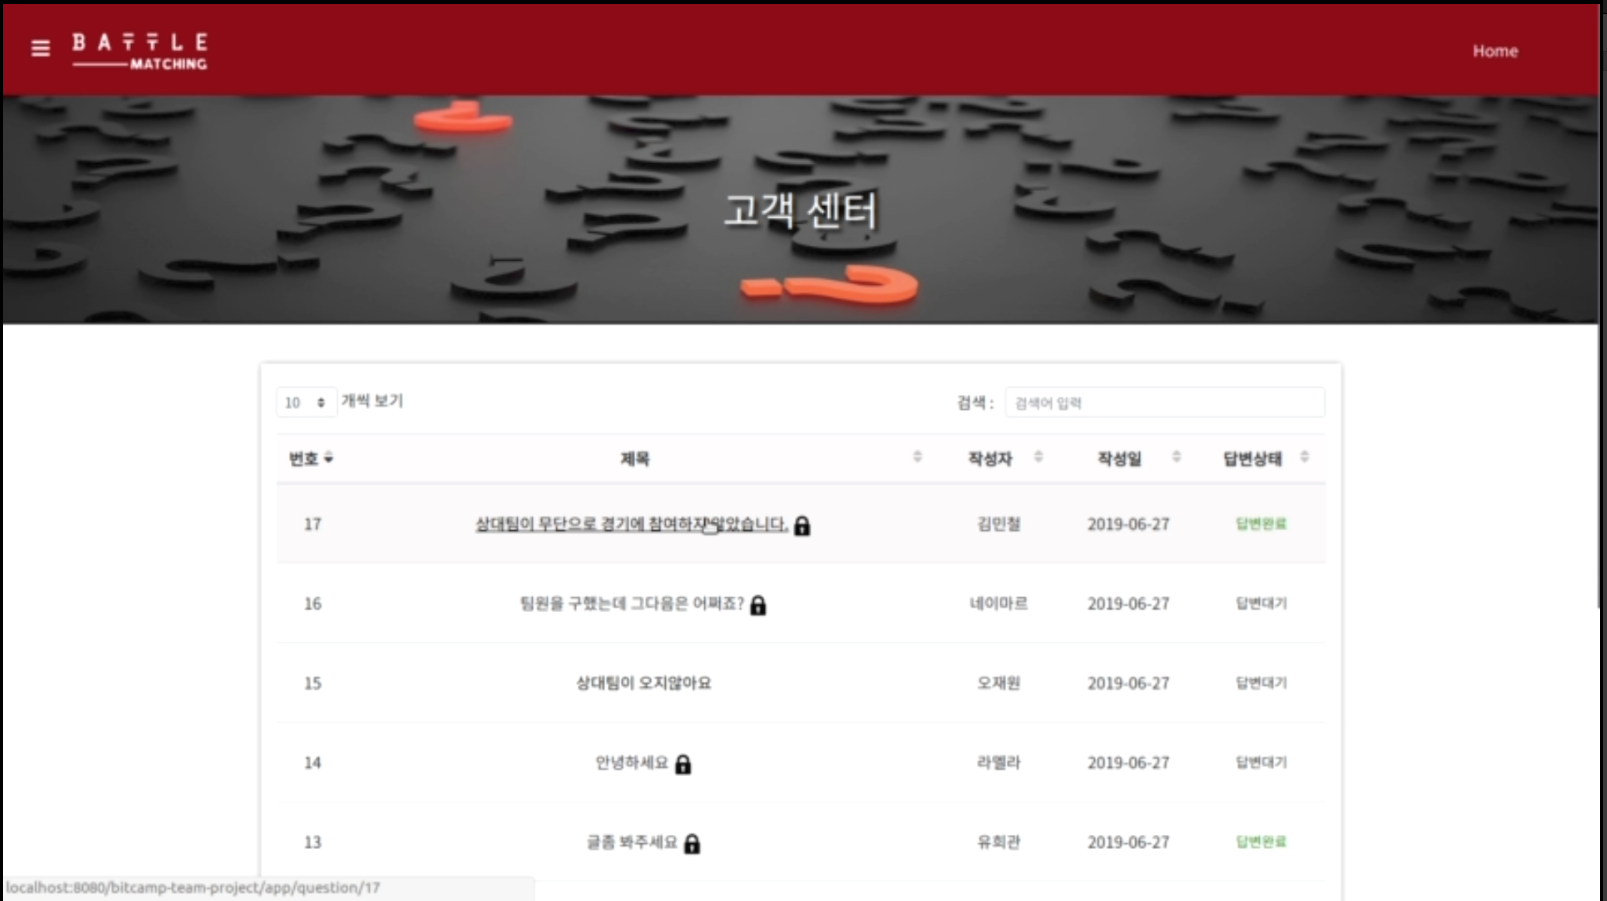 BATTLE
MATCHING
Home
고객 센터
10 개씩 보기
검색 : 검색어 입력
번호 제목 작성자 작성일 답변상태
17 상대팀이 무단으로 경기에 참여하지 않았습니다. 김민철 2019-06-27 답변완료
16 팀원을 구했는데 그다음은 어쩌죠? 네이마르 2019-06-27 답변대기
15 상대팀이 오지않아요 오재원 2019-06-27 답변대기
14 안녕하세요 라멜라 2019-06-27 답변대기
13 글좀 봐주세요 유희관 2019-06-27 답변완료
localhost:8080/bitcamp-team-project/app/question/17